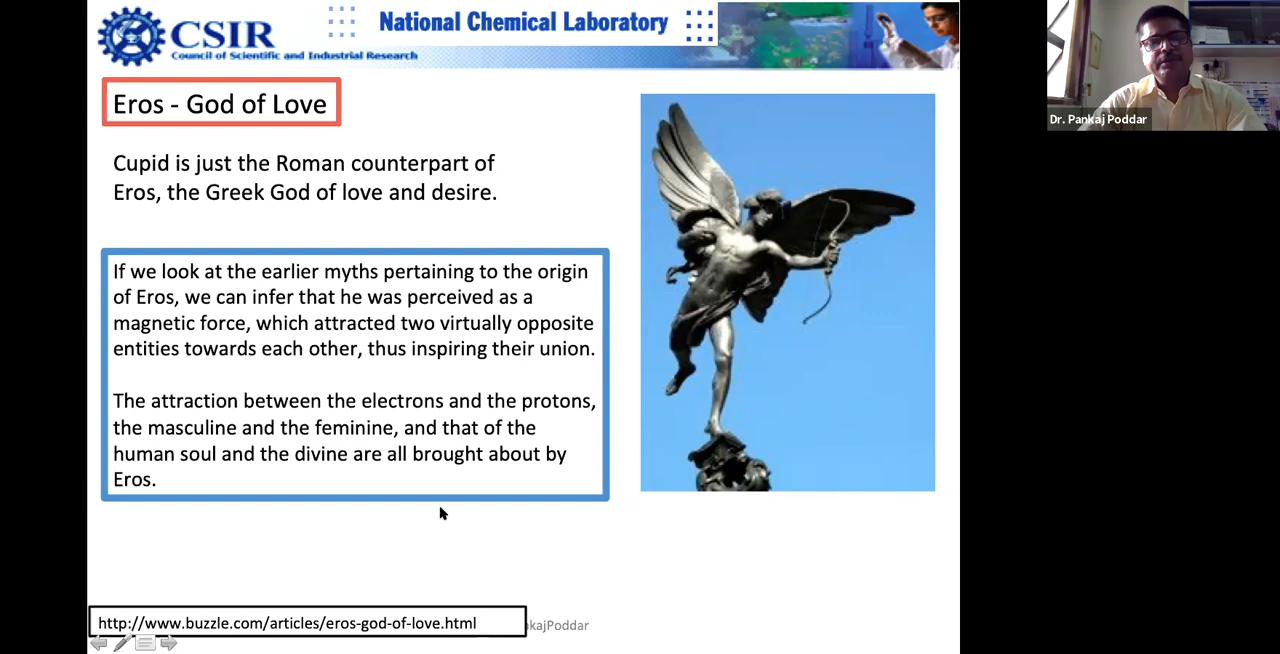 CSIR
Council of Scientific and Industrial Research
National Chemical Laboratory
Dr. Pankaj Poddar
Eros - God of Love
Cupid is just the Roman counterpart of
Eros, the Greek God of love and desire.
If we look at the earlier myths pertaining to the origin
of Eros, we can infer that he was perceived as a
magnetic force, which attracted two virtually opposite
entities towards each other, thus inspiring their union.
The attraction between the electrons and the protons,
the masculine and the feminine, and that of the
human soul and the divine are all brought about by
Eros.
http://www.buzzle.com/articles/eros-god-of-love.html